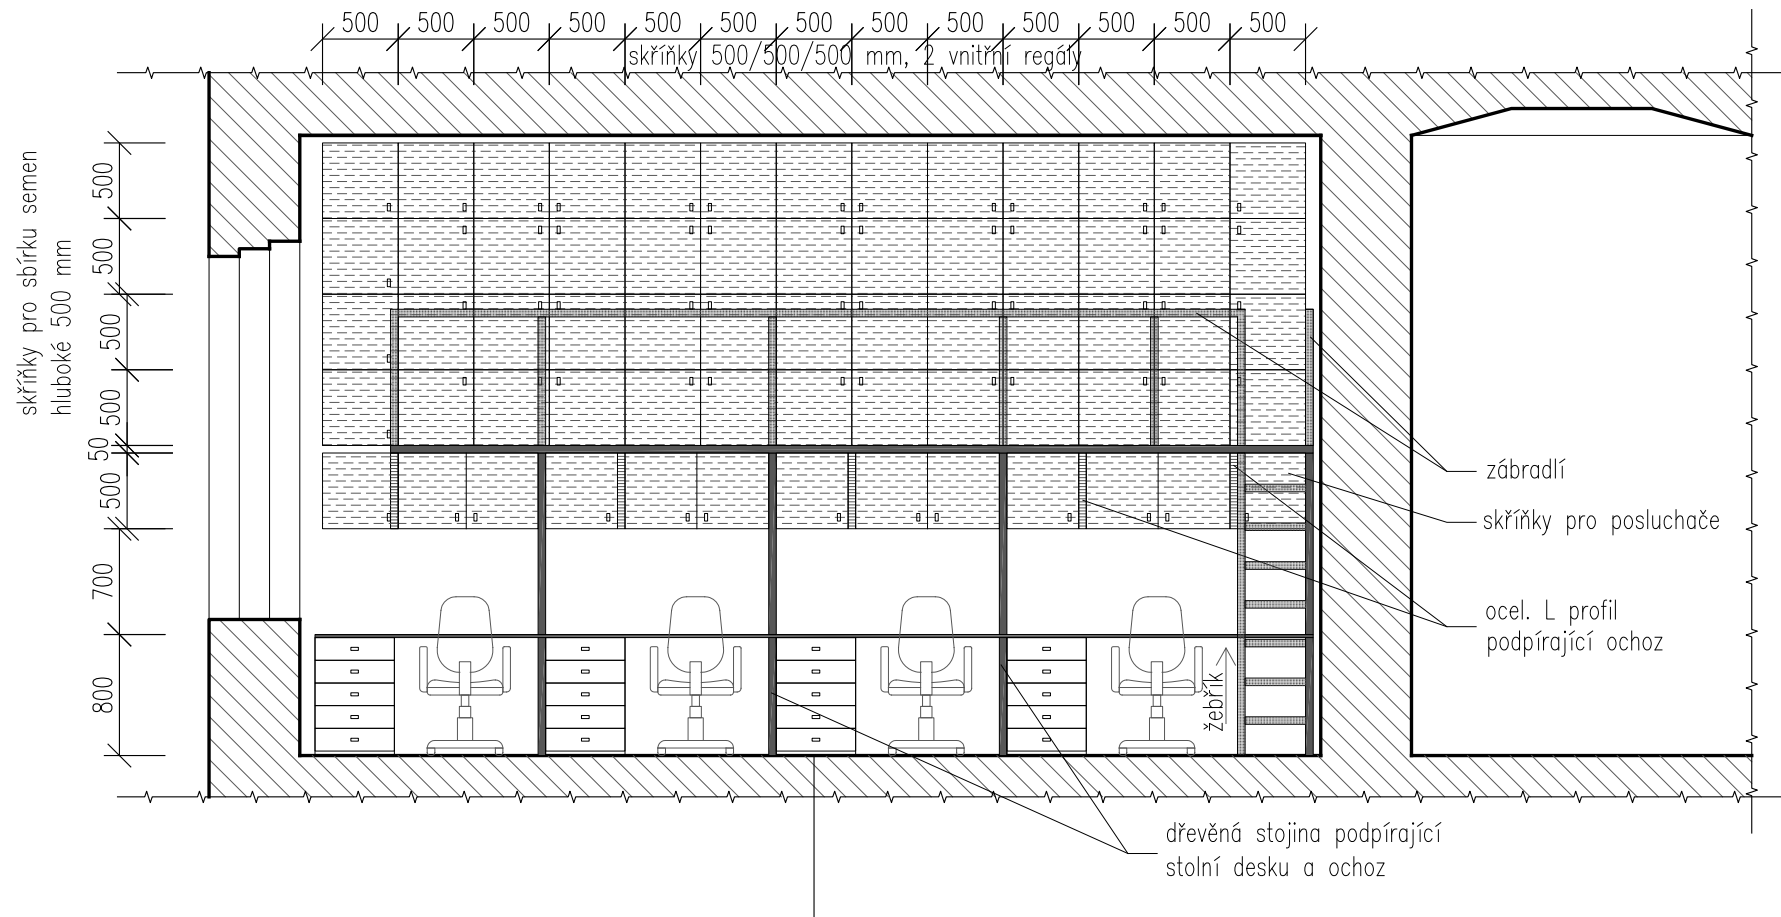 500 500 500 500 500 500 500 500 500 500 500 500 500
skříňky 500/500/500 mm, 2 vnitřní regály
skříňky pro sbírku semen
hluboké 500 mm
500
500
500
500
50
500
700
800
zábradlí
skříňky pro posluchače
ocel. L profil
podpírající ochoz
žebřík
dřevěná stojina podpírající
stolní desku a ochoz